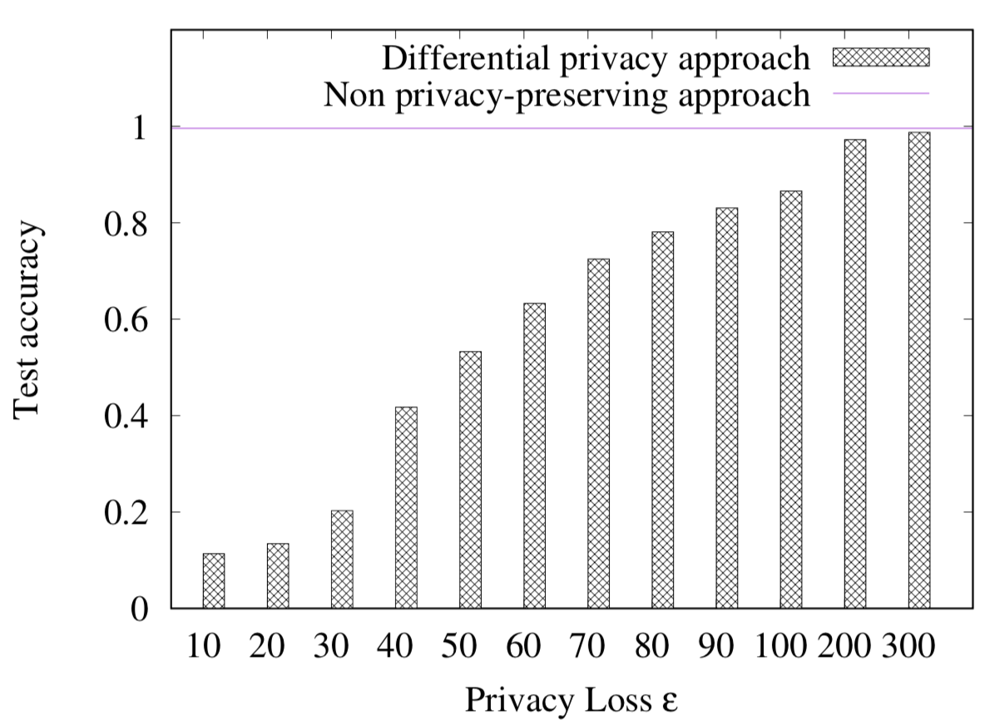 Differential privacy approach
Non privacy-preserving approach
1
0.8
0.6
0.4
0.2
0
Test accuracy
10 20 30 40 50 60 70 80 90 100 200 300
Privacy Loss ε